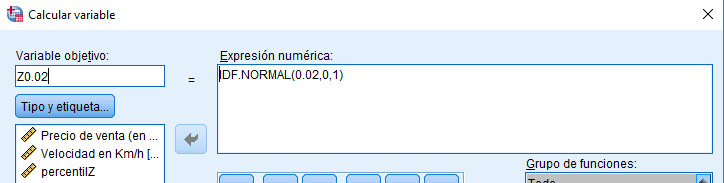 Calcular variable
Variable objetivo:
Z0.02
=
Expresión numérica:
IDF.NORMAL(0.02,0,1)
Tipo y etiqueta...
Precio de venta (en ...
Velocidad en Km/h [...
percentilZ
Grupo de funciones:
Todo